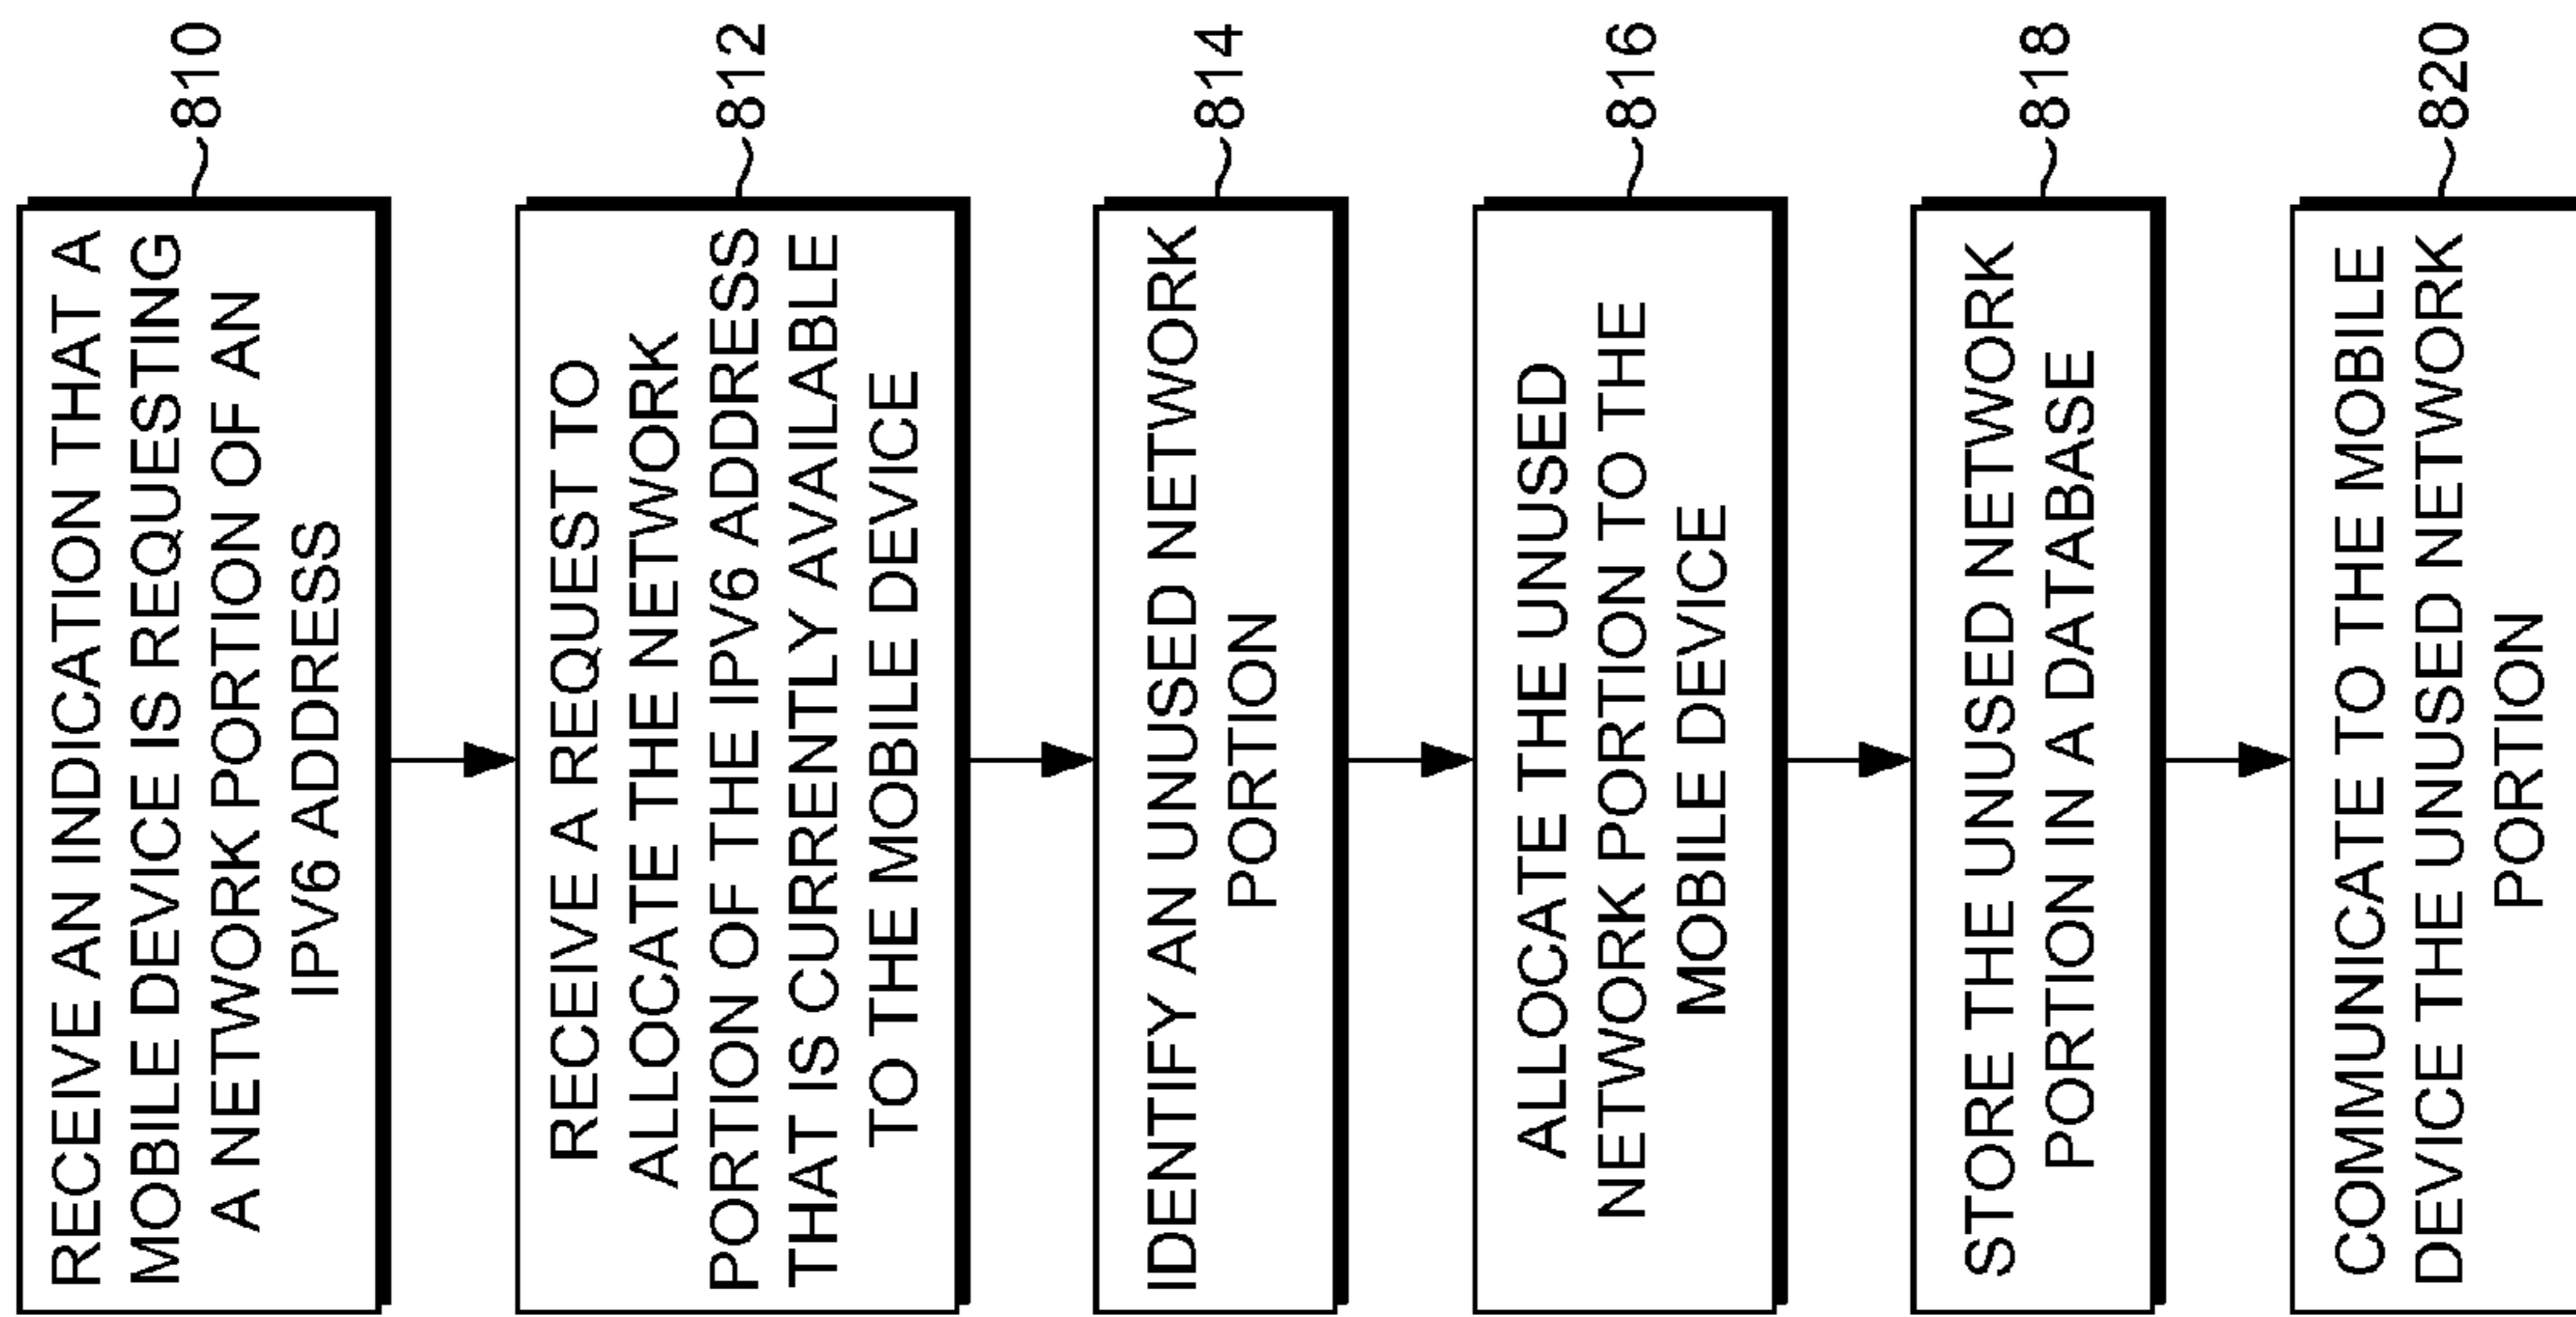 RECEIVE AN INDICATION THAT A
MOBILE DEVICE IS REQUESTING
A NETWORK PORTION OF AN
IPV6 ADDRESS
810
RECEIVE A REQUEST TO
ALLOCATE THE NETWORK
PORTION OF THE IPV6 ADDRESS
THAT IS CURRENTLY AVAILABLE
TO THE MOBILE DEVICE
812
IDENTIFY AN UNUSED NETWORK
PORTION
814
ALLOCATE THE UNUSED
NETWORK PORTION TO THE
MOBILE DEVICE
816
STORE THE UNUSED NETWORK
PORTION IN A DATABASE
818
COMMUNICATE TO THE MOBILE
DEVICE THE UNUSED NETWORK
PORTION
820